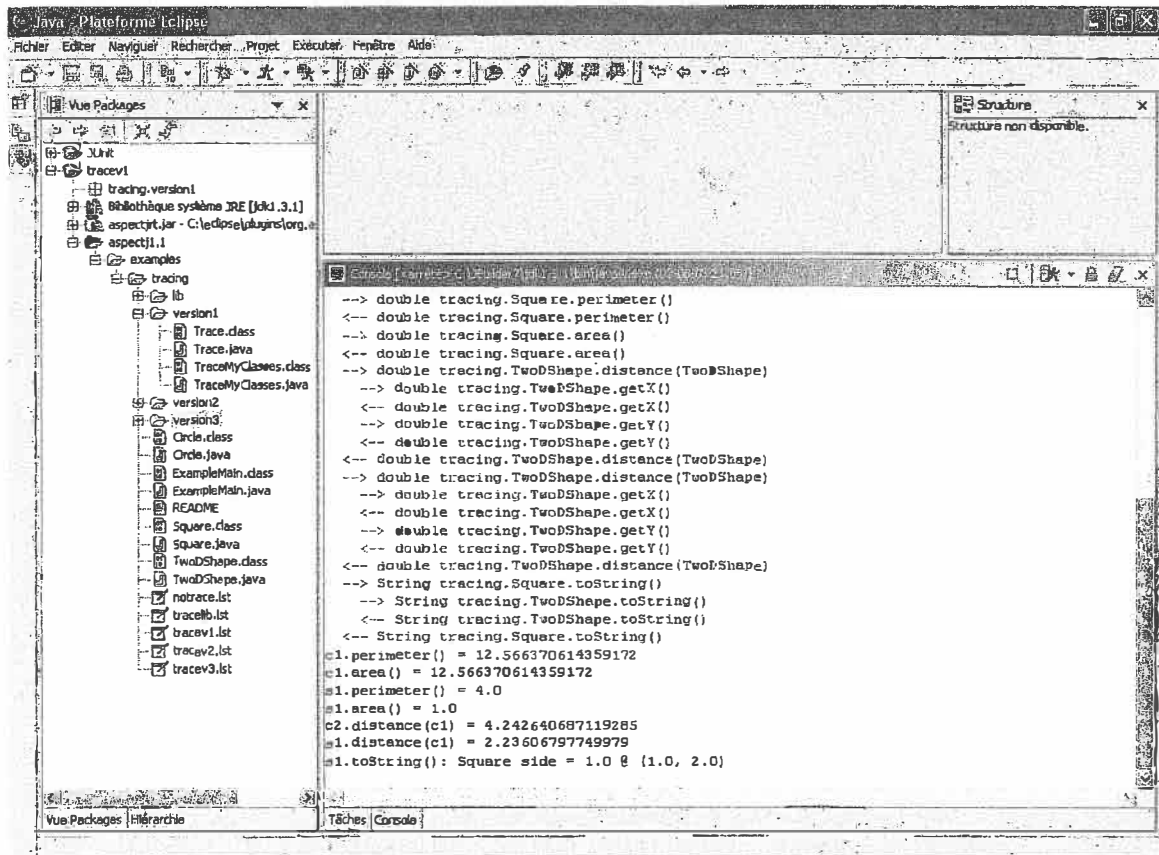 Java - Plateforme Eclipse
Fichier Editer Naviguer Rechercher Projet Exécuter Fenêtre Aide
Vue Packages
Structure
Structure non disponible.
JUnit
tracev1
tracing.version1
Bibliothèque système JRE [jdk1.3.1]
aspectjrt.jar - C:\eclipse\plugins\org.a
aspectj1.1
examples
tracing
lib
version1
Trace.class
Trace.java
TraceMyClasses.class
TraceMyClasses.java
version2
version3
Circle.class
Circle.java
ExampleMain.class
ExampleMain.java
README
Square.class
Square.java
TwoDShape.class
TwoDShape.java
notrace.lst
tracelib.lst
tracev1.lst
tracev2.lst
tracev3.lst
Vue Packages Hiérarchie
Console
--> double tracing.Square.perimeter()
<-- double tracing.Square.perimeter()
--> double tracing.Square.area()
<-- double tracing.Square.area()
--> double tracing.TwoDShape.distance(TwoDShape)
--> double tracing.TwoDShape.getX()
<-- double tracing.TwoDShape.getX()
--> double tracing.TwoDShape.getY()
<-- double tracing.TwoDShape.getY()
<-- double tracing.TwoDShape.distance(TwoDShape)
--> double tracing.TwoDShape.distance(TwoDShape)
--> double tracing.TwoDShape.getX()
<-- double tracing.TwoDShape.getX()
--> double tracing.TwoDShape.getY()
<-- double tracing.TwoDShape.getY()
<-- double tracing.TwoDShape.distance(TwoDShape)
--> String tracing.Square.toString()
--> String tracing.TwoDShape.toString()
<-- String tracing.TwoDShape.toString()
<-- String tracing.Square.toString()
c1.perimeter() = 12.566370614359172
c1.area() = 12.566370614359172
s1.perimeter() = 4.0
s1.area() = 1.0
c2.distance(c1) = 4.242640687119285
s1.distance(c1) = 2.23606797749979
s1.toString(): Square side = 1.0 @ (1.0, 2.0)
Tâches Console